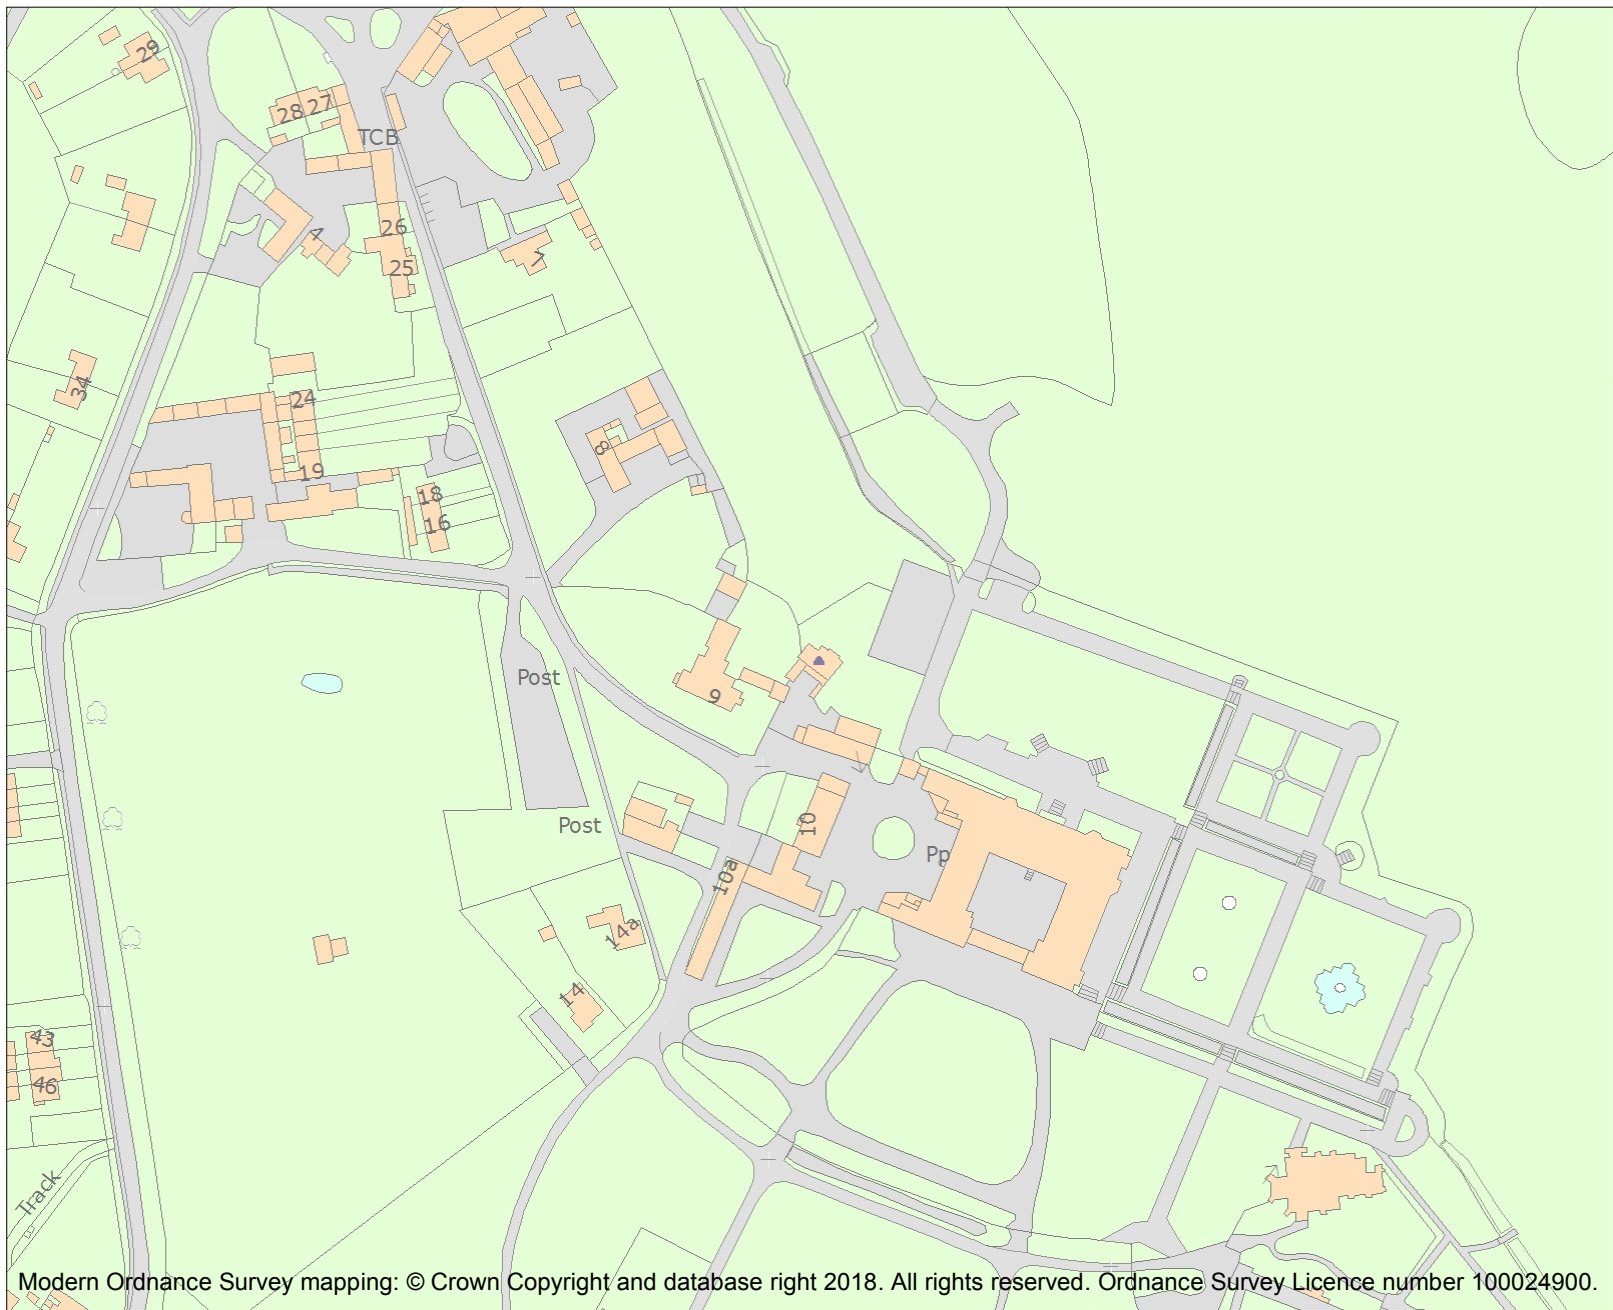 29
28 27
TCB
4
26
25
7
34
24
8
19
18
16
Post
9
10
Post
Pp
10a
14a
14
43
46
Track
Modern Ordnance Survey mapping: © Crown Copyright and database right 2018. All rights reserved. Ordnance Survey Licence number 100024900.